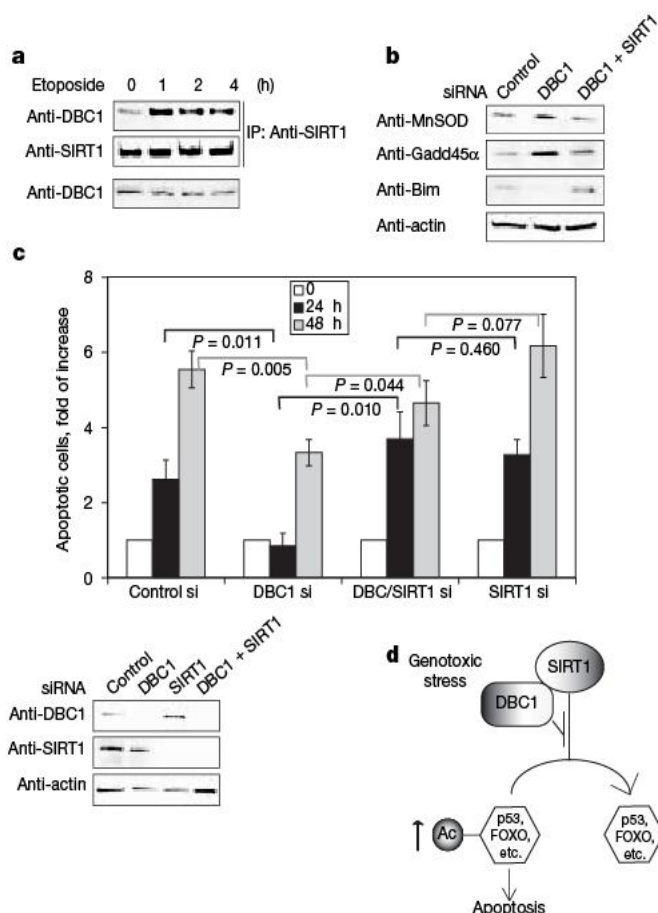 a
Etoposide 0 1 2 4 (h)
Anti-DBC1
Anti-SIRT1
IP: Anti-SIRT1
Anti-DBC1
b
siRNA Control DBC1 DBC1 + SIRT1
Anti-MnSOD
Anti-Gadd45α
Anti-Bim
Anti-actin
c
Apoptotic cells, fold of increase
8
6
4
2
0
0
24 h
48 h
P = 0.011
P = 0.005
P = 0.044
P = 0.010
P = 0.077
P = 0.460
Control si DBC1 si DBC/SIRT1 si SIRT1 si
siRNA Control DBC1 SIRT1 DBC1 + SIRT1
Anti-DBC1
Anti-SIRT1
Anti-actin
d
Genotoxic
stress
SIRT1
DBC1
Ac
p53,
FOXO,
etc.
p53,
FOXO,
etc.
Apoptosis